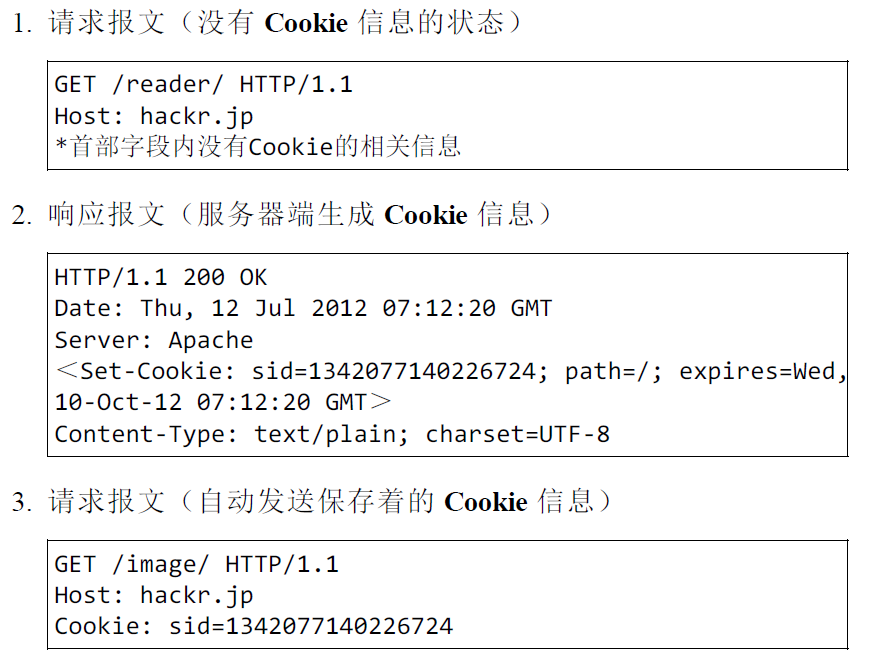 1. 请求报文（没有 Cookie 信息的状态）
GET /reader/ HTTP/1.1
Host: hackr.jp
*首部字段内没有Cookie的相关信息
2. 响应报文（服务器端生成 Cookie 信息）
HTTP/1.1 200 OK
Date: Thu, 12 Jul 2012 07:12:20 GMT
Server: Apache
＜Set-Cookie: sid=1342077140226724; path=/; expires=Wed,
10-Oct-12 07:12:20 GMT＞
Content-Type: text/plain; charset=UTF-8
3. 请求报文（自动发送保存着的 Cookie 信息）
GET /image/ HTTP/1.1
Host: hackr.jp
Cookie: sid=1342077140226724